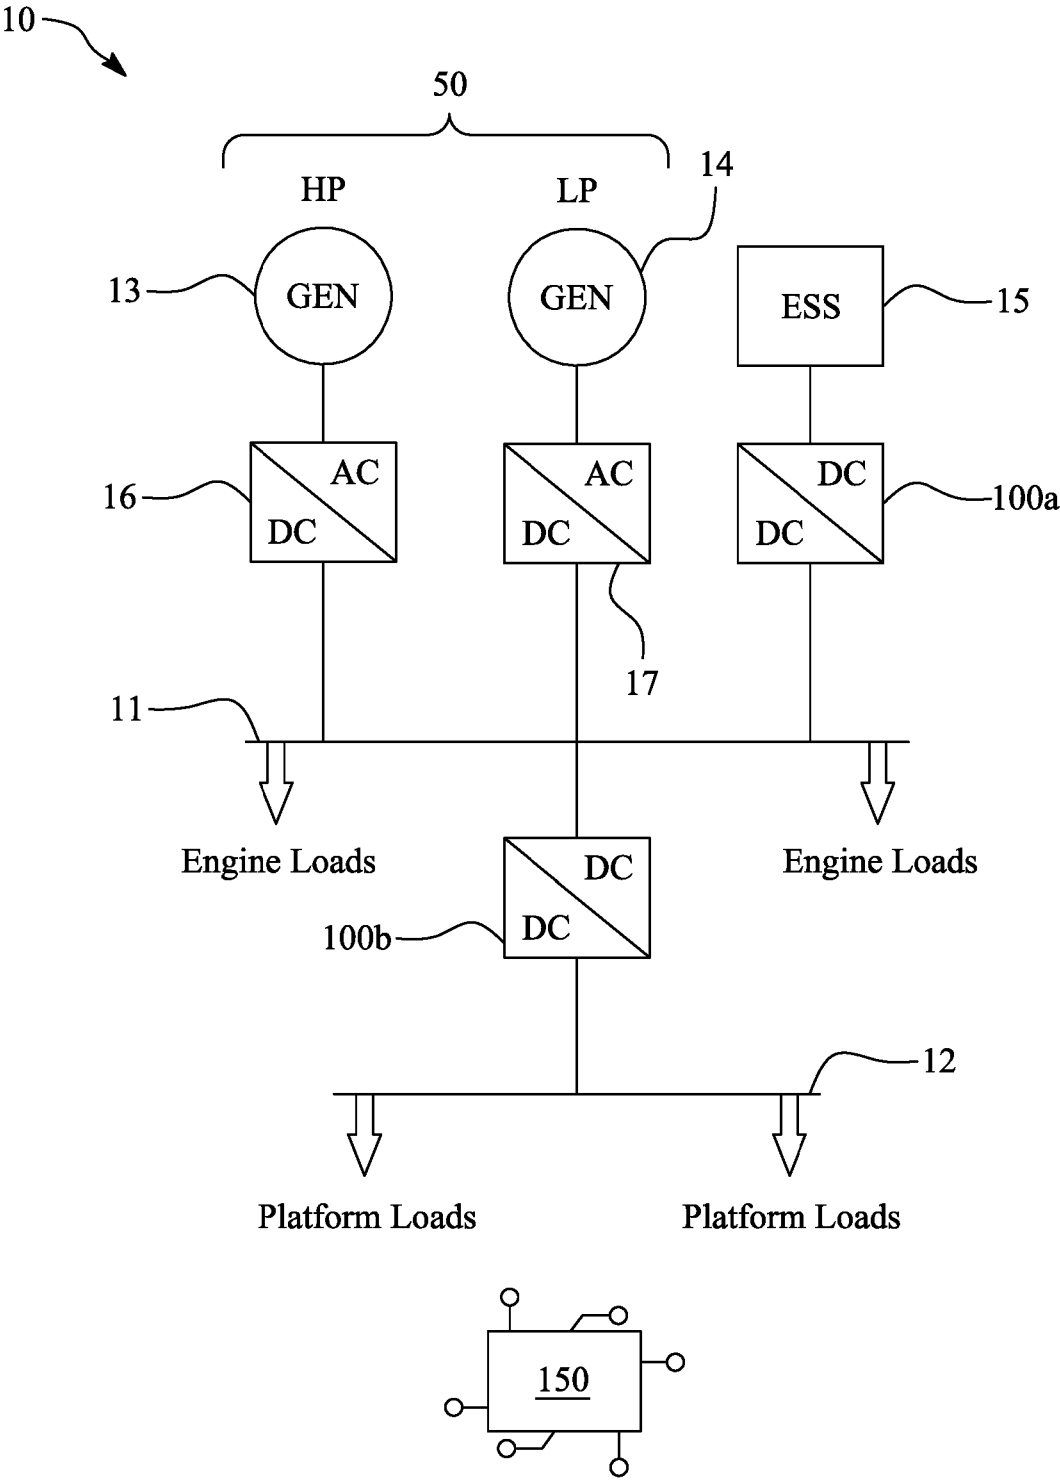 10
50
HP LP 14
13 GEN GEN ESS 15
AC AC DC
16 DC DC DC 100a
17
11
Engine Loads Engine Loads
DC
100b DC
12
Platform Loads Platform Loads
150